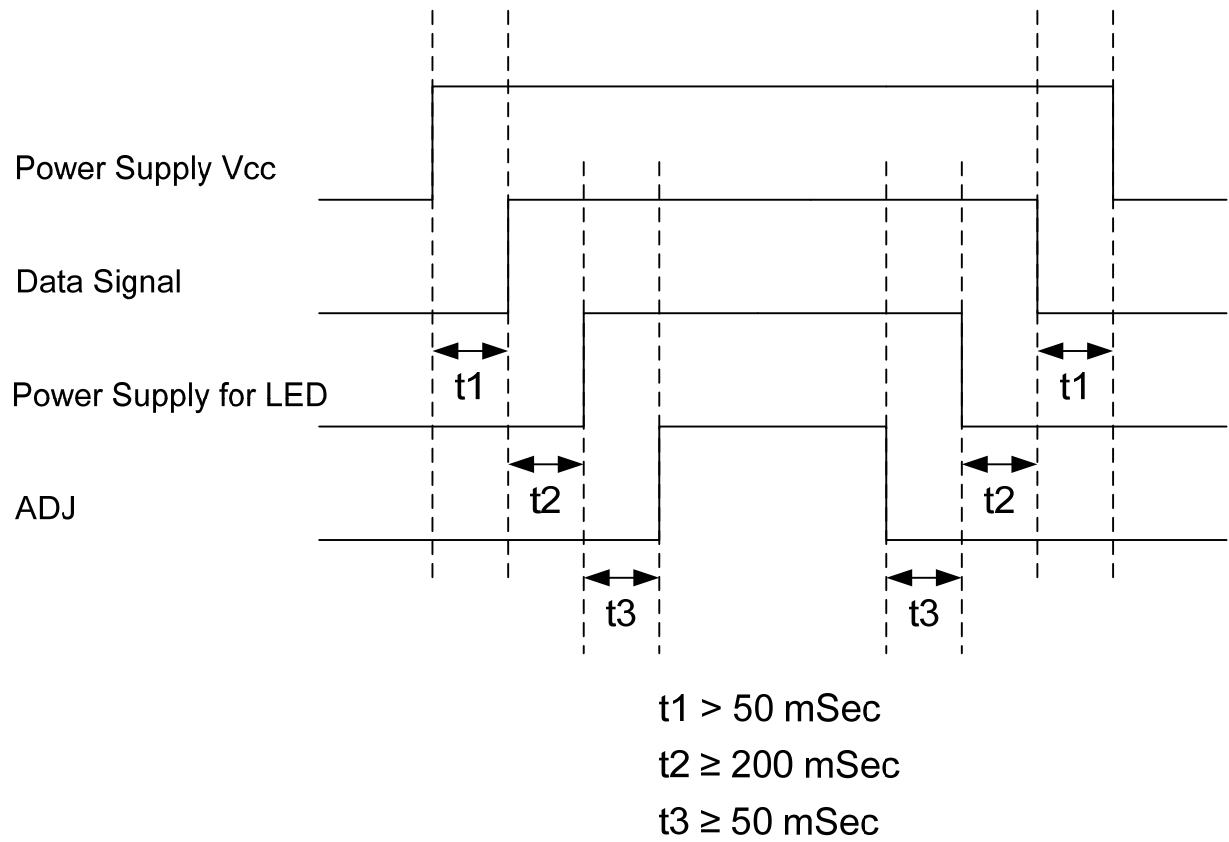 Power Supply Vcc
Data Signal
t1 t1
Power Supply for LED
t2 t2
ADJ
t3 t3
t1 > 50 mSec
t2 ≥ 200 mSec
t3 ≥ 50 mSec